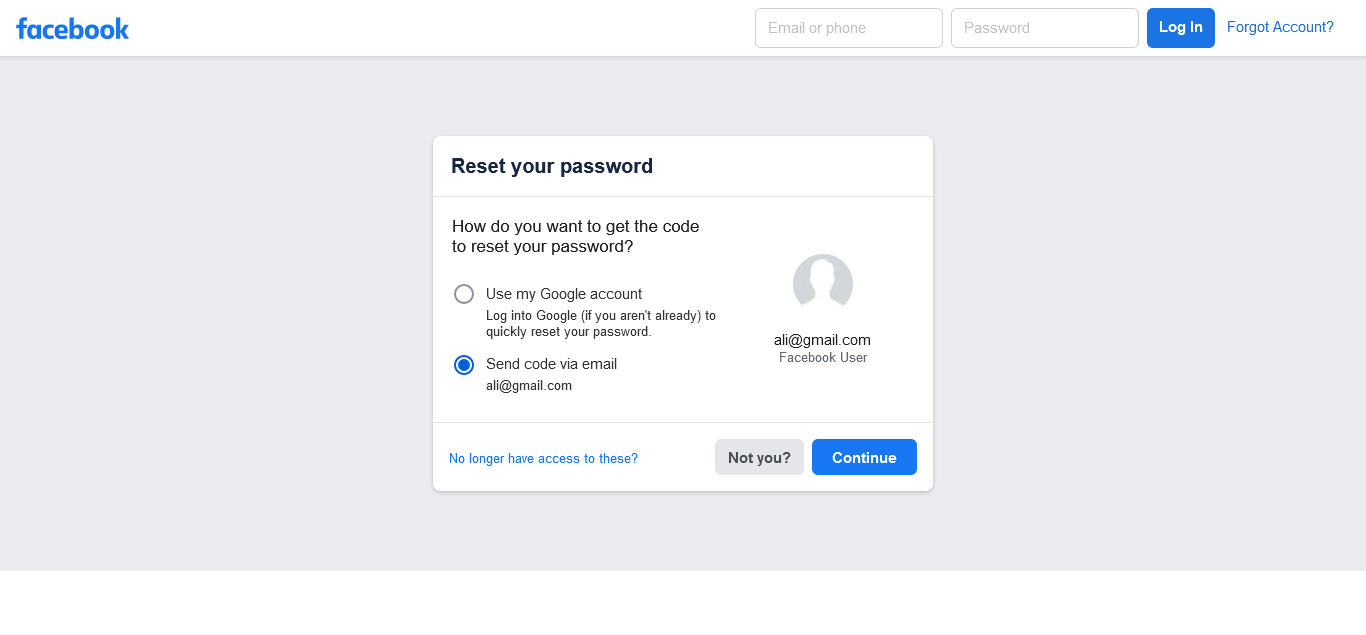 facebook
Email or phone
Password
Log In
Forgot Account?
Reset your password
How do you want to get the code
to reset your password?
Use my Google account
Log into Google (if you aren't already) to
quickly reset your password.
Send code via email
ali@gmail.com
ali@gmail.com
Facebook User
No longer have access to these?
Not you?
Continue